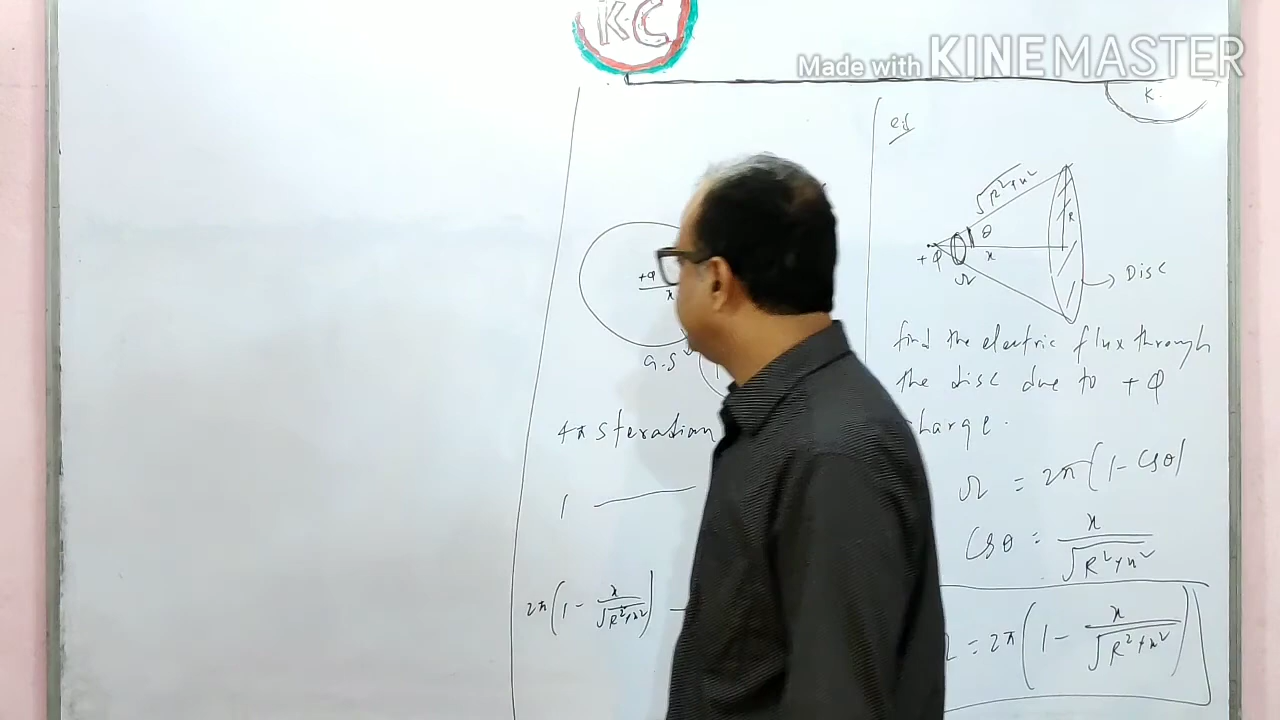 KC
Made with KINEMASTER
K.
e.g
√R²+x²
R
θ
+Q
x
Ω
Disc
find the electric flux through
the disc due to +Q
charge.
Ω = 2π(1 - Cosθ)
Cosθ = x/√R²+x²
Ω = 2π(1 - x/√R²+x²)
+Q
x
G.S
4π steradian
1
2π(1 - x/√R²+x²)